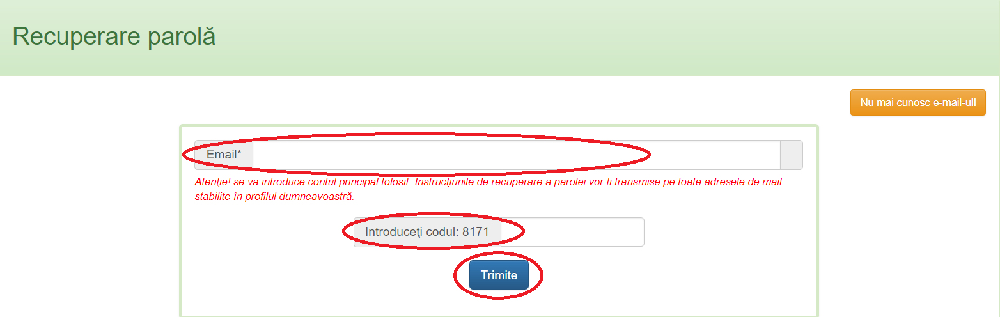 Recuperare parolă
Nu mai cunosc e-mail-ul!
Email*
Atenţie! se va introduce contul principal folosit. Instrucţiunile de recuperare a parolei vor fi transmise pe toate adresele de mail
stabilite în profilul dumneavoastră.
Introduceţi codul: 8171
Trimite